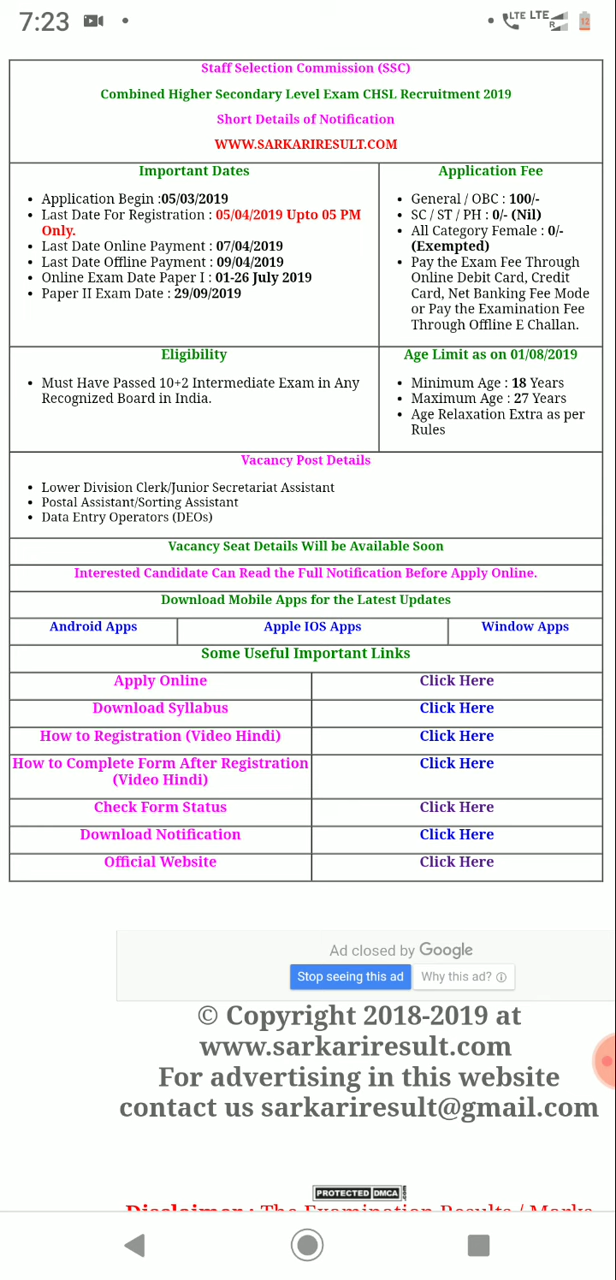 7:23
LTE LTE
R
12
Staff Selection Commission (SSC)
Combined Higher Secondary Level Exam CHSL Recruitment 2019
Short Details of Notification
WWW.SARKARIRESULT.COM
Important Dates
Application Begin :05/03/2019
Last Date For Registration : 05/04/2019 Upto 05 PM
Only.
Last Date Online Payment : 07/04/2019
Last Date Offline Payment : 09/04/2019
Online Exam Date Paper I : 01-26 July 2019
Paper II Exam Date : 29/09/2019
Application Fee
General / OBC : 100/-
SC / ST / PH : 0/- (Nil)
All Category Female : 0/-
(Exempted)
Pay the Exam Fee Through
Online Debit Card, Credit
Card, Net Banking Fee Mode
or Pay the Examination Fee
Through Offline E Challan.
Eligibility
Must Have Passed 10+2 Intermediate Exam in Any
Recognized Board in India.
Age Limit as on 01/08/2019
Minimum Age : 18 Years
Maximum Age : 27 Years
Age Relaxation Extra as per
Rules
Vacancy Post Details
Lower Division Clerk/Junior Secretariat Assistant
Postal Assistant/Sorting Assistant
Data Entry Operators (DEOs)
Vacancy Seat Details Will be Available Soon
Interested Candidate Can Read the Full Notification Before Apply Online.
Download Mobile Apps for the Latest Updates
Android Apps Apple IOS Apps Window Apps
Some Useful Important Links
Apply Online Click Here
Download Syllabus Click Here
How to Registration (Video Hindi) Click Here
How to Complete Form After Registration Click Here
(Video Hindi)
Check Form Status Click Here
Download Notification Click Here
Official Website Click Here
Ad closed by Google
Stop seeing this ad Why this ad?
© Copyright 2018-2019 at
www.sarkariresult.com
For advertising in this website
contact us sarkariresult@gmail.com
PROTECTED DMCA .com
Disclaimer : The Examination Results / Marks